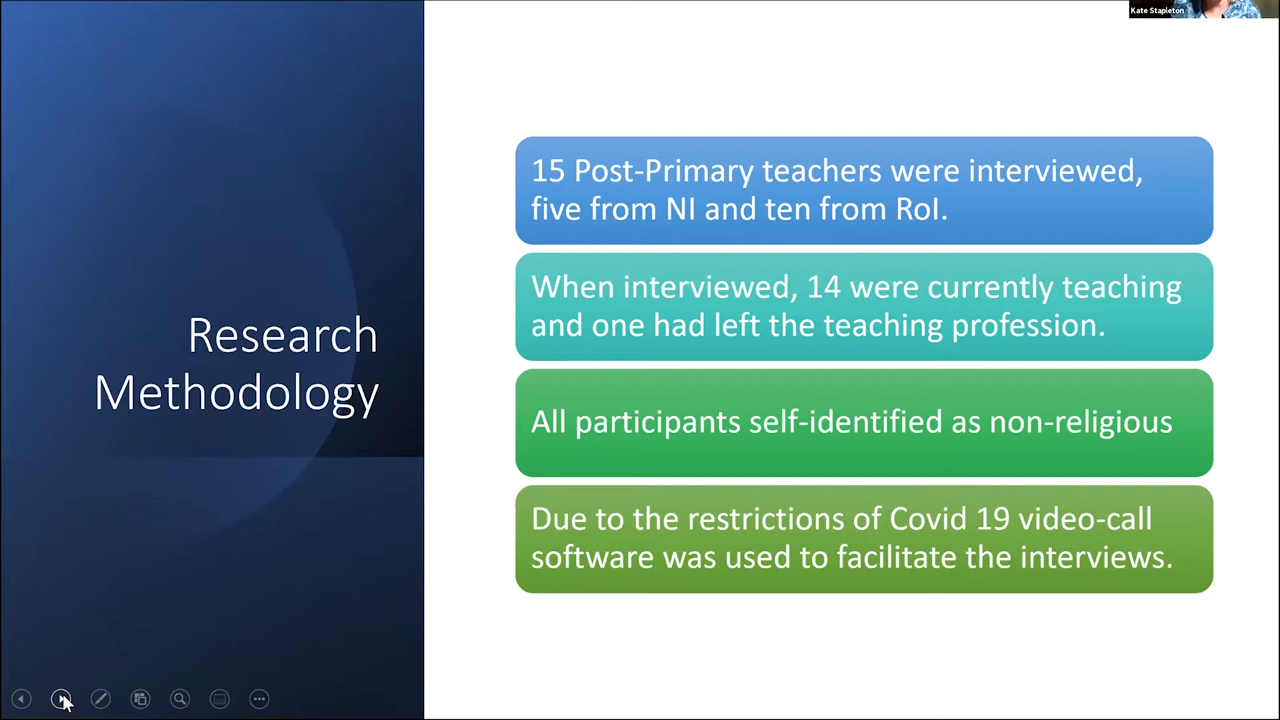 Kate Stapleton
Research
Methodology
15 Post-Primary teachers were interviewed,
five from NI and ten from RoI.
When interviewed, 14 were currently teaching
and one had left the teaching profession.
All participants self-identified as non-religious
Due to the restrictions of Covid 19 video-call
software was used to facilitate the interviews.